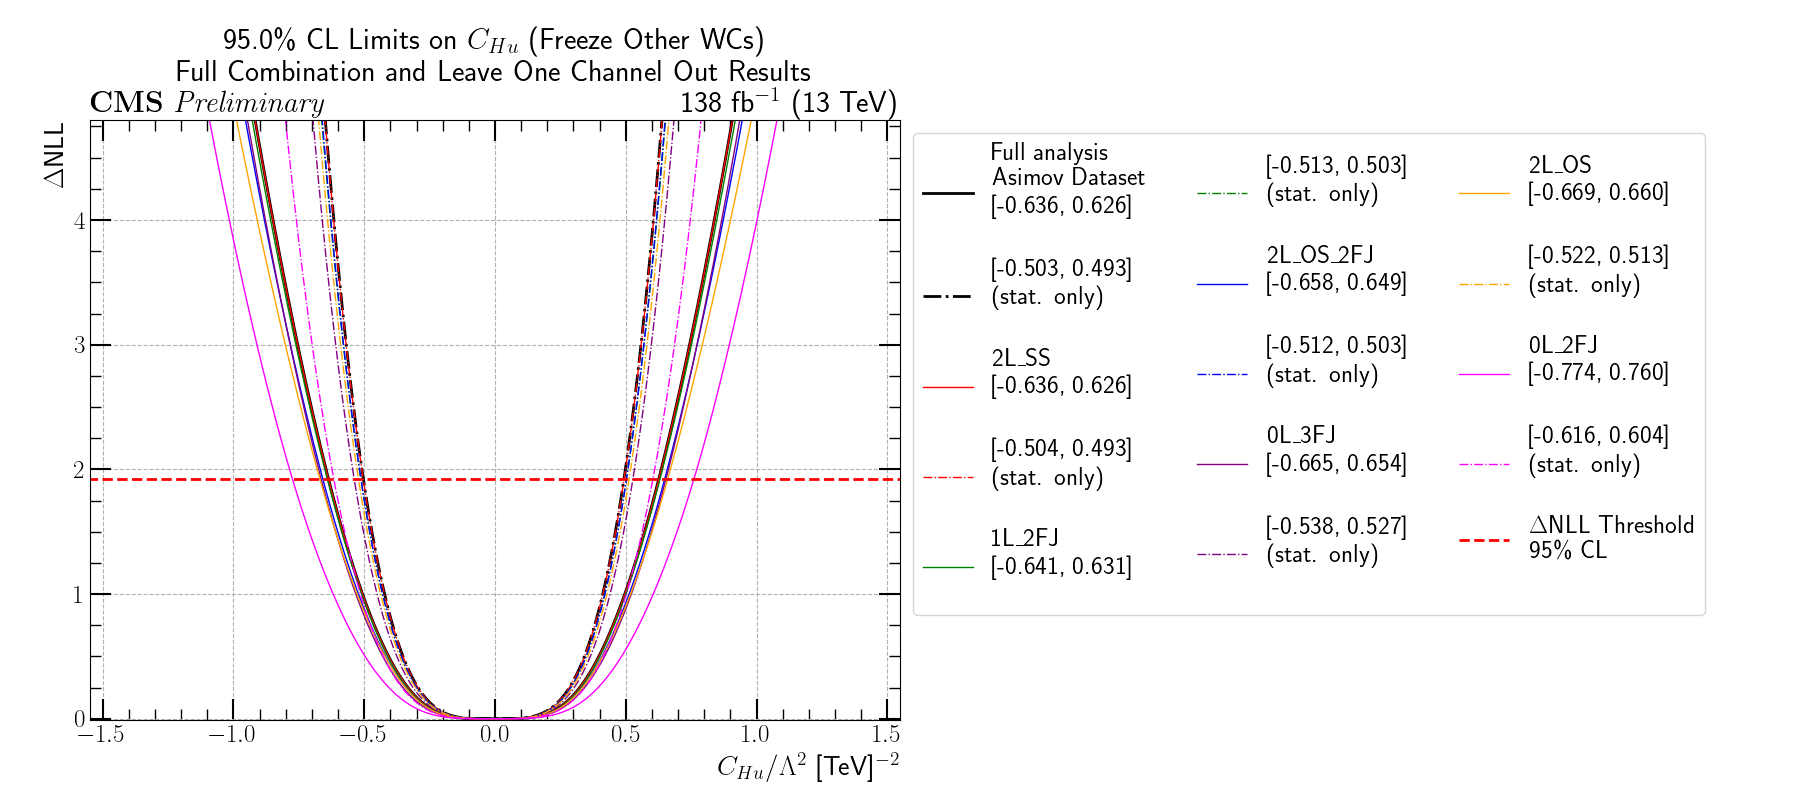 95.0% CL Limits on C_{Hu} (Freeze Other WCs)
Full Combination and Leave One Channel Out Results
CMS Preliminary
138 fb^{-1} (13 TeV)
ΔNLL
4
3
2
1
0
−1.5
−1.0
−0.5
0.0
0.5
1.0
1.5
C_{Hu}/Λ^{2} [TeV]^{-2}
Full analysis
Asimov Dataset
[-0.636, 0.626]
[-0.503, 0.493]
(stat. only)
2L_SS
[-0.636, 0.626]
[-0.504, 0.493]
(stat. only)
1L_2FJ
[-0.641, 0.631]
[-0.513, 0.503]
(stat. only)
2L_OS_2FJ
[-0.658, 0.649]
[-0.512, 0.503]
(stat. only)
0L_3FJ
[-0.665, 0.654]
[-0.538, 0.527]
(stat. only)
2L_OS
[-0.669, 0.660]
[-0.522, 0.513]
(stat. only)
0L_2FJ
[-0.774, 0.760]
[-0.616, 0.604]
(stat. only)
ΔNLL Threshold
95% CL